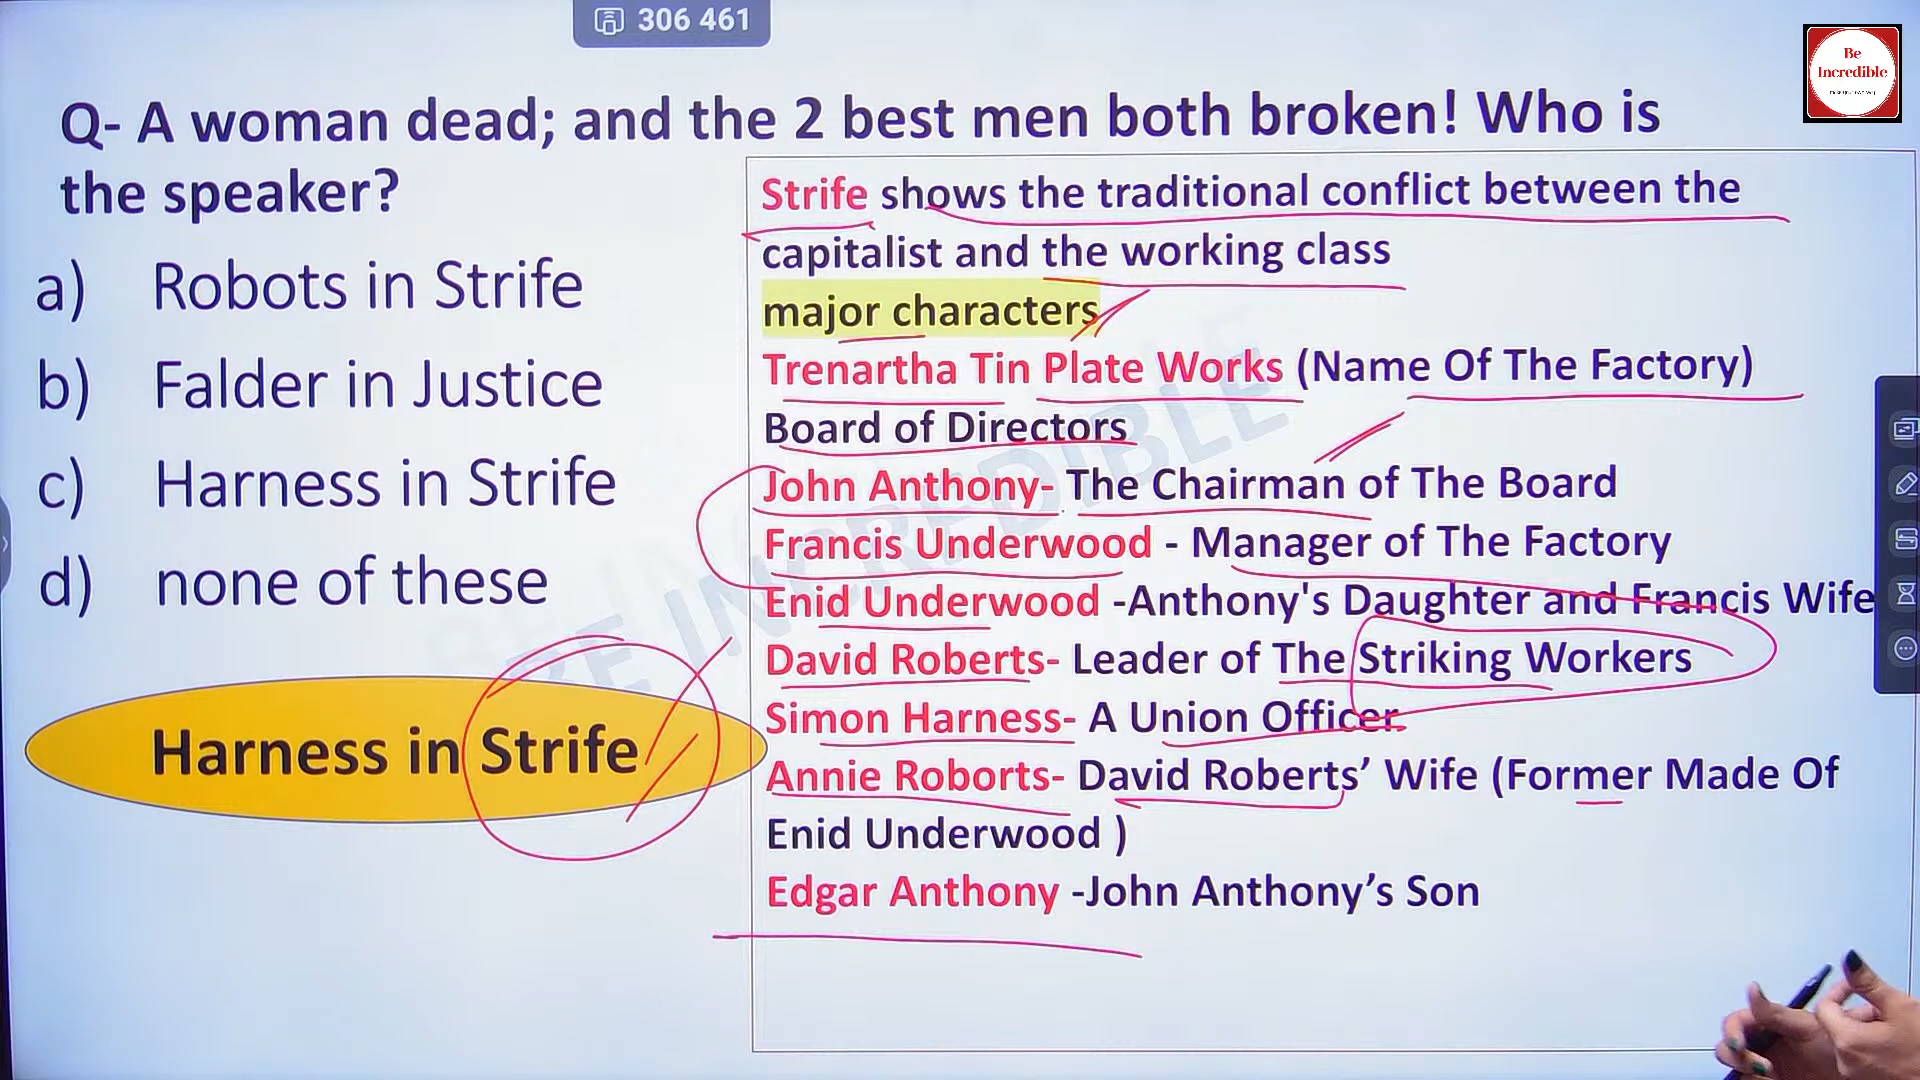 306 461
Be
Incredible
Q- A woman dead; and the 2 best men both broken! Who is
the speaker?
a) Robots in Strife
b) Falder in Justice
c) Harness in Strife
d) none of these
Harness in Strife
Strife shows the traditional conflict between the
capitalist and the working class
major characters
Trenartha Tin Plate Works (Name Of The Factory)
Board of Directors
John Anthony- The Chairman of The Board
Francis Underwood - Manager of The Factory
Enid Underwood -Anthony's Daughter and Francis Wife
David Roberts- Leader of The Striking Workers
Simon Harness- A Union Officer.
Annie Roborts- David Roberts’ Wife (Former Made Of
Enid Underwood )
Edgar Anthony -John Anthony’s Son
BE INCREDIBLE